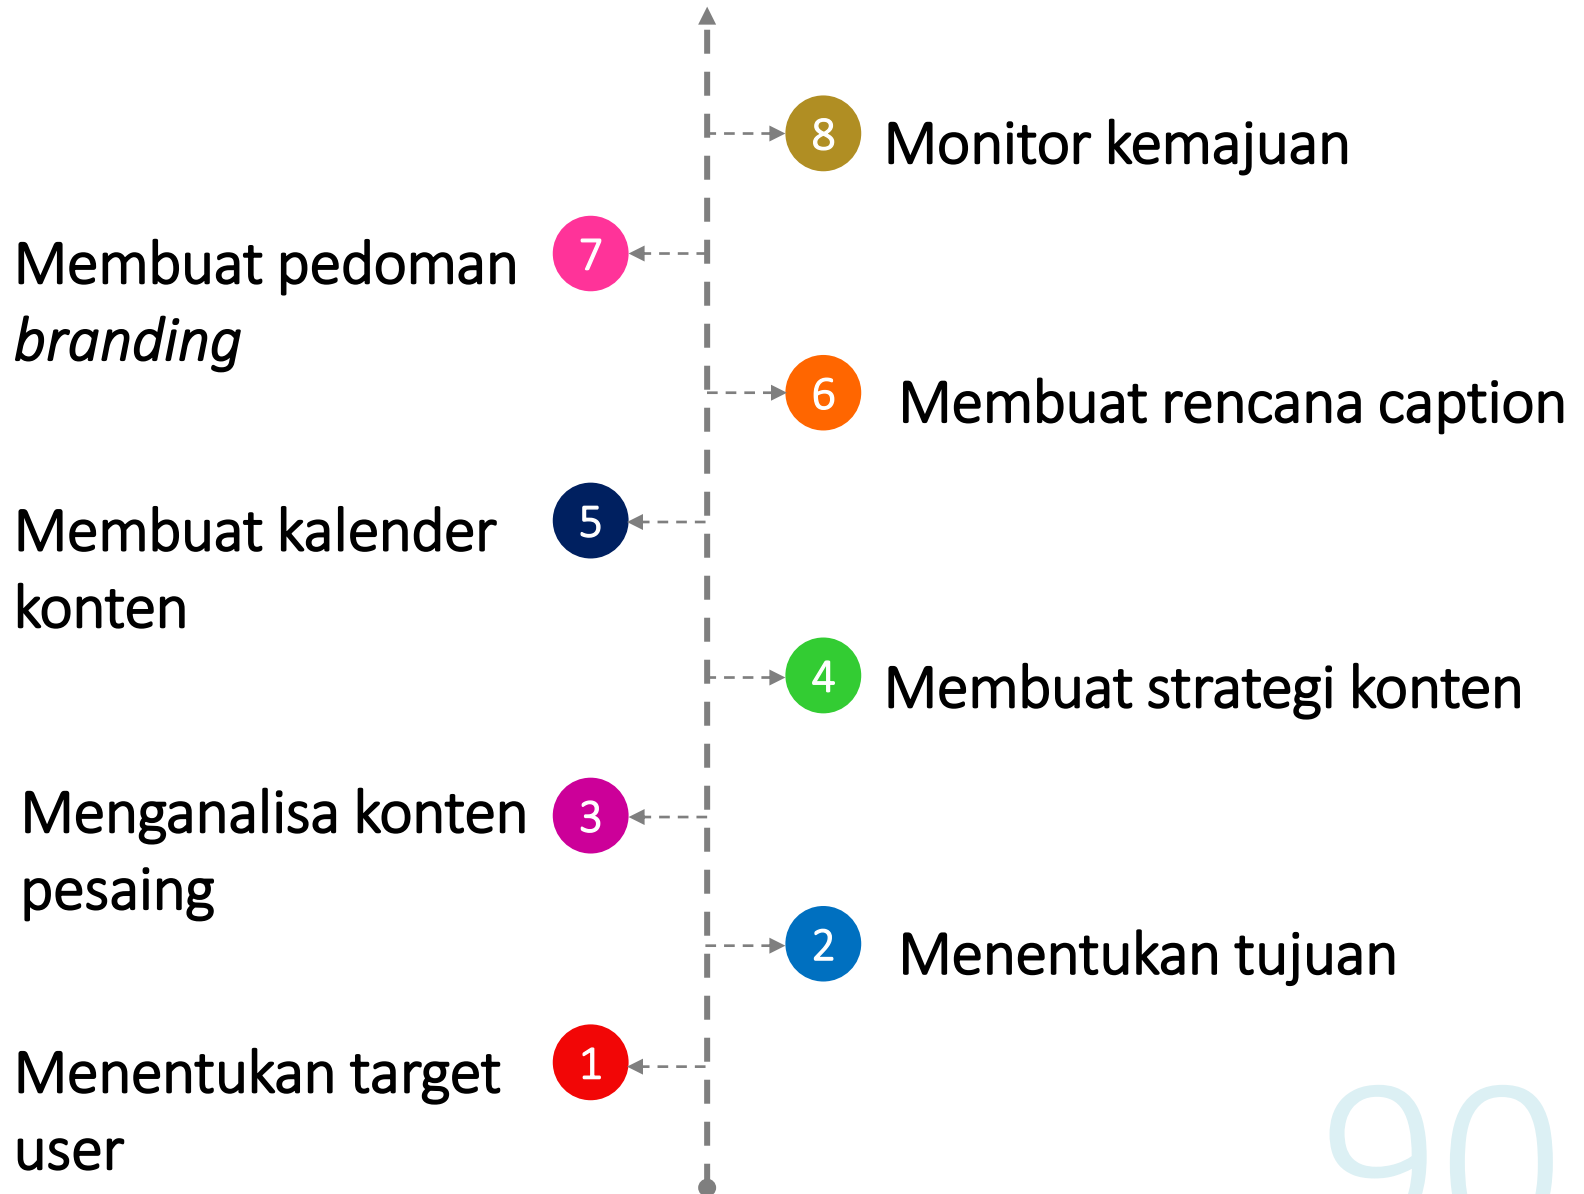 8 Monitor kemajuan
7 Membuat pedoman
branding
6 Membuat rencana caption
5 Membuat kalender
konten
4 Membuat strategi konten
3 Menganalisa konten
pesaing
2 Menentukan tujuan
1 Menentukan target
user
90